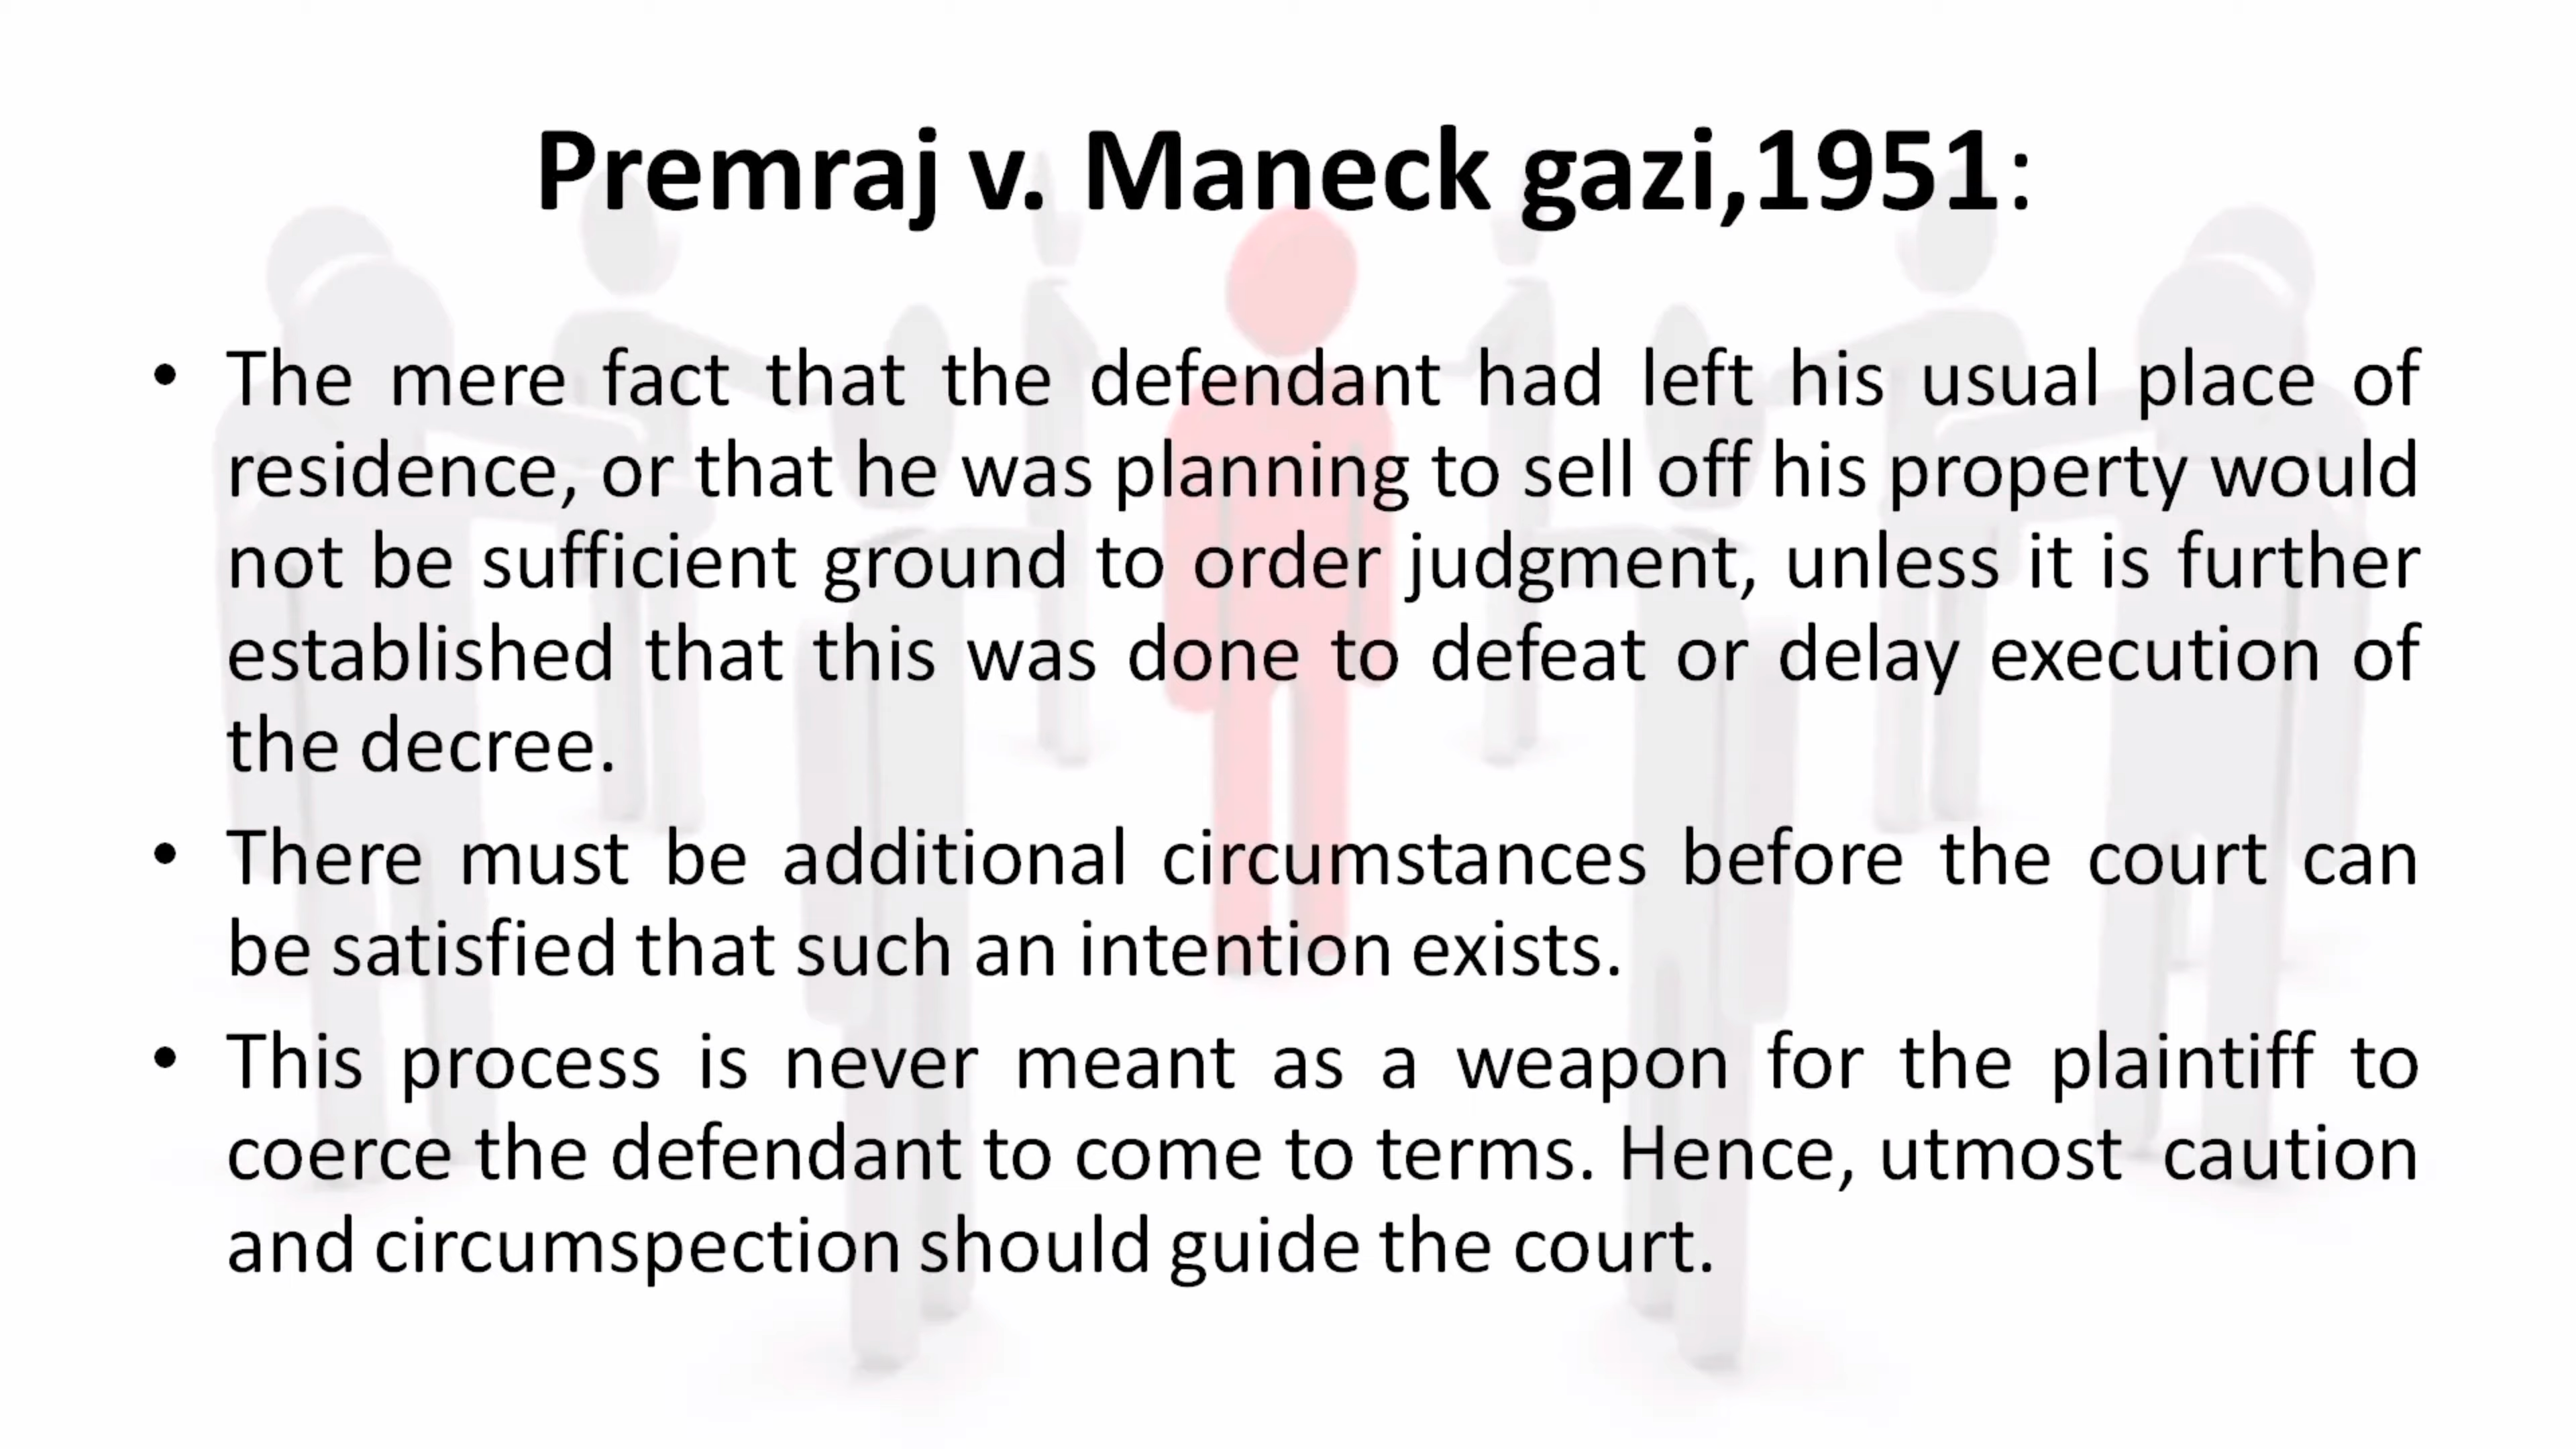 Premraj v. Maneck gazi,1951:
• The mere fact that the defendant had left his usual place of
residence, or that he was planning to sell off his property would
not be sufficient ground to order judgment, unless it is further
established that this was done to defeat or delay execution of
the decree.
• There must be additional circumstances before the court can
be satisfied that such an intention exists.
• This process is never meant as a weapon for the plaintiff to
coerce the defendant to come to terms. Hence, utmost caution
and circumspection should guide the court.